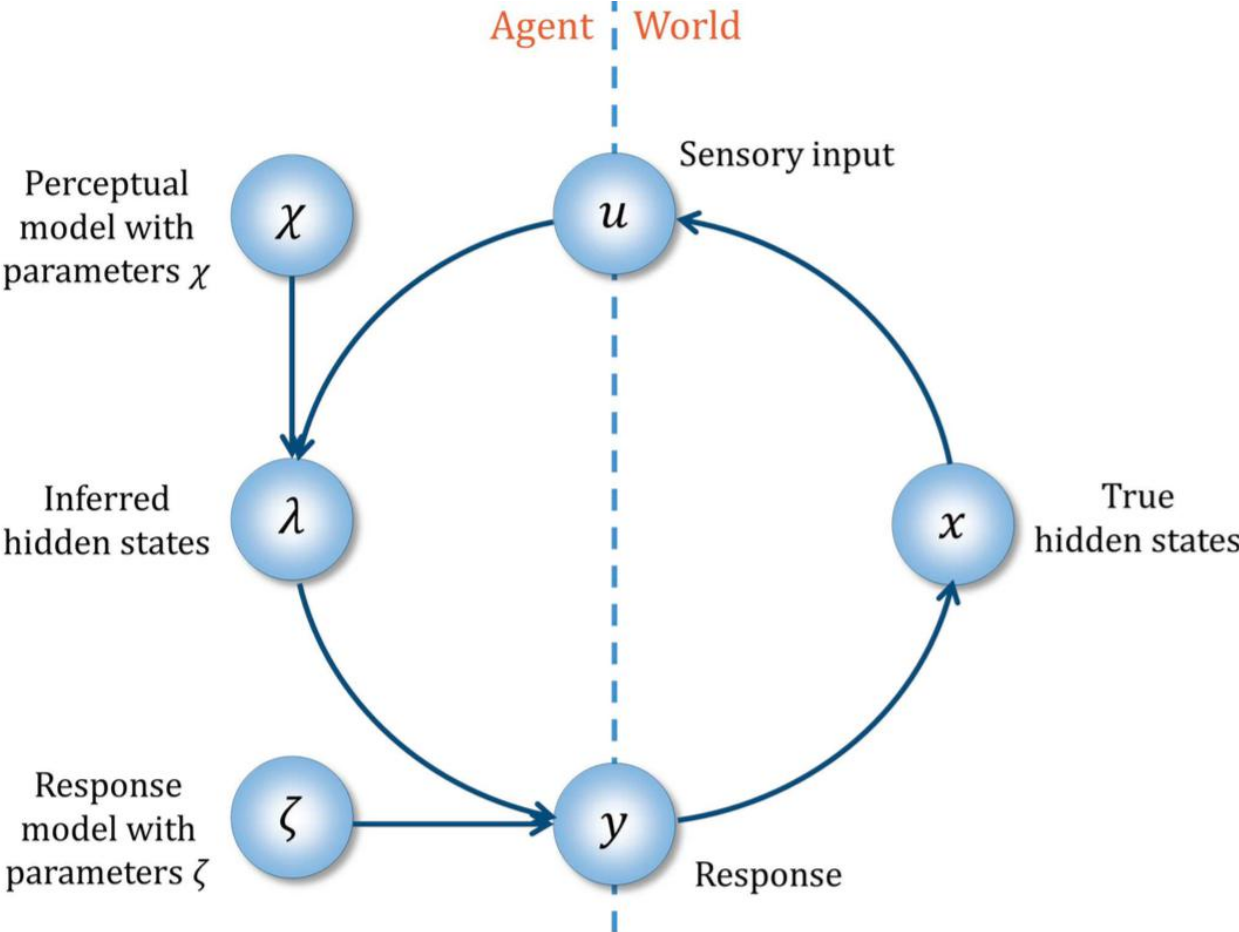 Agent World
Sensory input
Perceptual
model with
parameters χ
χ
u
Inferred
hidden states
λ
x
True
hidden states
Response
model with
parameters ζ
ζ
y
Response